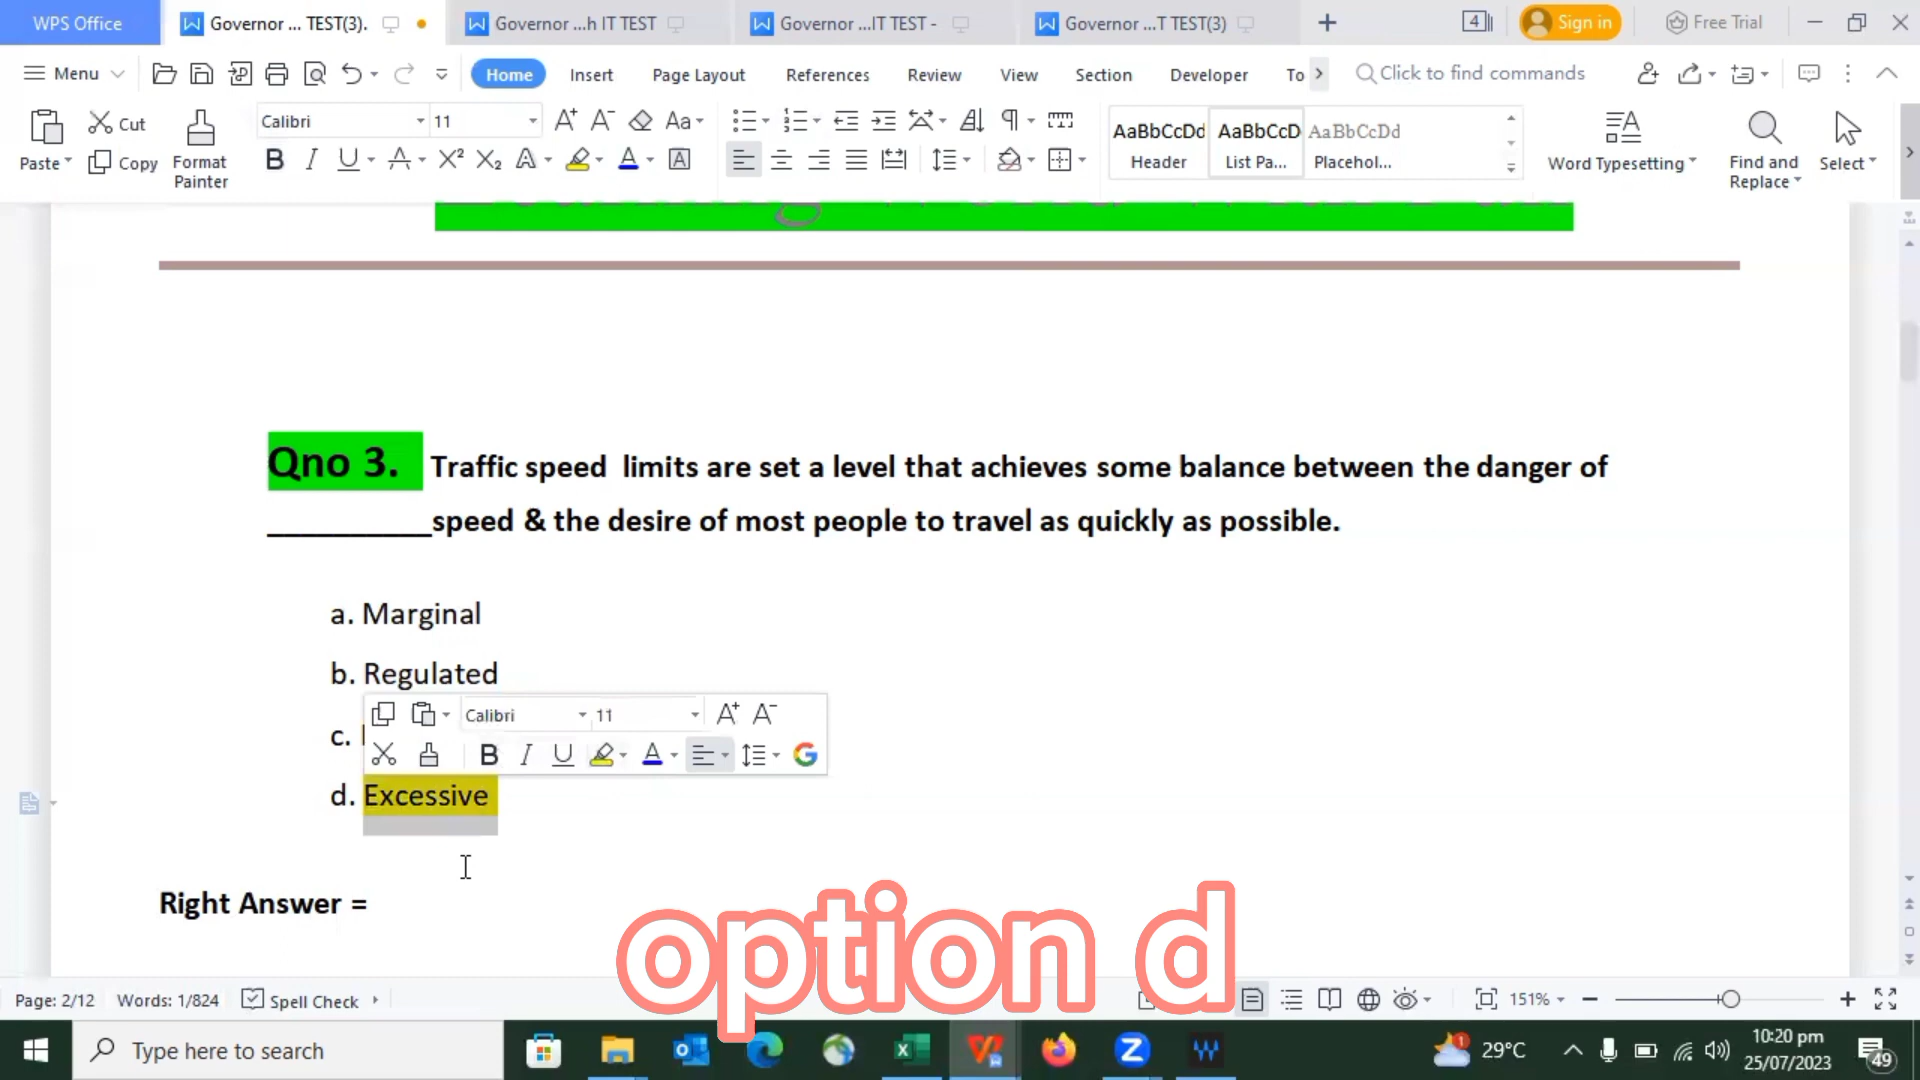 WPS Office
Governor ... TEST(3).
Governor ...h IT TEST
Governor ...IT TEST -
Governor ...T TEST(3)
4
Sign in
Free Trial
Menu
Home
Insert
Page Layout
References
Review
View
Section
Developer
To
Click to find commands
Paste
Cut
Copy
Format
Painter
Calibri
11
AaBbCcDd
Header
AaBbCcD
List Pa...
AaBbCcDd
Placehol...
Word Typesetting
Find and
Replace
Select
Qno 3. Traffic speed limits are set a level that achieves some balance between the danger of
__________speed & the desire of most people to travel as quickly as possible.
a. Marginal
b. Regulated
Calibri
11
c.
d. Excessive
Right Answer =
option d
Page: 2/12
Words: 1/824
Spell Check
151%
Type here to search
29°C
10:20 pm
25/07/2023
49